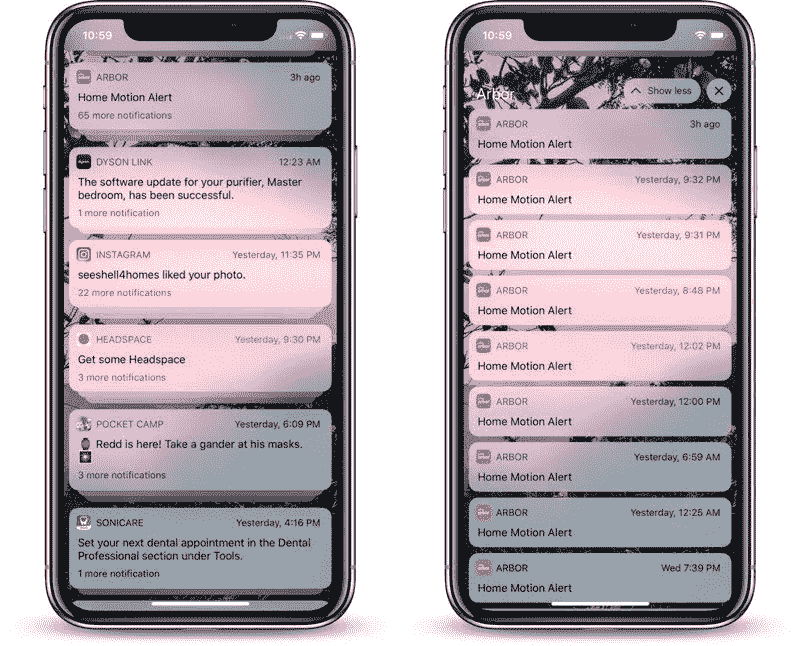 10:59
ARBOR 3h ago
Home Motion Alert
65 more notifications
DYSON LINK 12:23 AM
The software update for your purifier, Master
bedroom, has been successful.
1 more notification
INSTAGRAM Yesterday, 11:35 PM
seeshell4homes liked your photo.
22 more notifications
HEADSPACE Yesterday, 9:30 PM
Get some Headspace
3 more notifications
POCKET CAMP Yesterday, 6:09 PM
Redd is here! Take a gander at his masks.
3 more notifications
SONICARE Yesterday, 4:16 PM
Set your next dental appointment in the Dental
Professional section under Tools.
1 more notification
10:59
Arbor Show less
ARBOR 3h ago
Home Motion Alert
ARBOR Yesterday, 9:32 PM
Home Motion Alert
ARBOR Yesterday, 9:31 PM
Home Motion Alert
ARBOR Yesterday, 8:48 PM
Home Motion Alert
ARBOR Yesterday, 12:02 PM
Home Motion Alert
ARBOR Yesterday, 12:00 PM
Home Motion Alert
ARBOR Yesterday, 6:59 AM
Home Motion Alert
ARBOR Yesterday, 12:25 AM
Home Motion Alert
ARBOR Wed 7:39 PM
Home Motion Alert